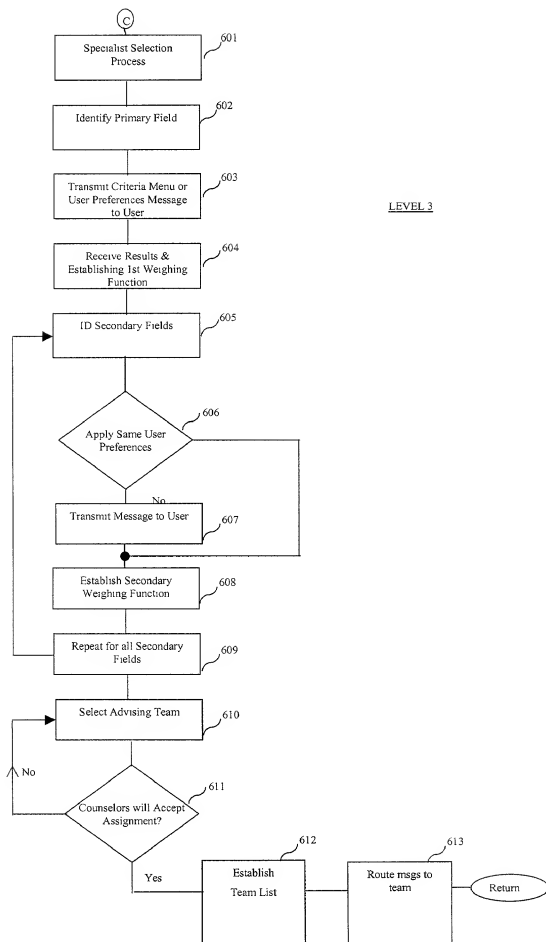 C
Specialist Selection
Process
601
Identify Primary Field
602
Transmit Criteria Menu or
User Preferences Message
to User
603
LEVEL 3
Receive Results &
Establishing 1st Weighing
Function
604
ID Secondary Fields
605
606
Apply Same User
Preferences
No
Transmit Message to User
607
Establish Secondary
Weighing Function
608
Repeat for all Secondary
Fields
609
Select Advising Team
610
No
611
Counselors will Accept
Assignment?
Yes
612
Establish
Team List
613
Route msgs to
team
Return